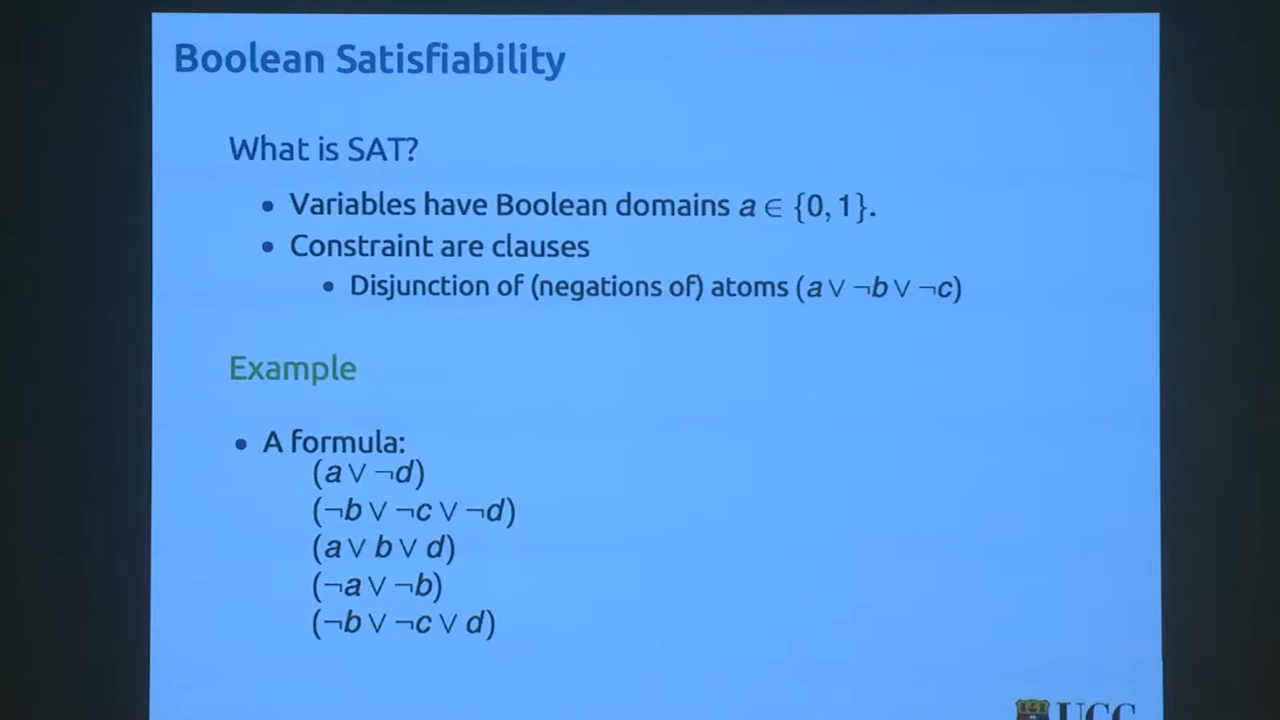 Boolean Satisfiability
What is SAT?
• Variables have Boolean domains a ∈ {0, 1}.
• Constraint are clauses
• Disjunction of (negations of) atoms (a ∨ ¬b ∨ ¬c)
Example
• A formula:
(a ∨ ¬d)
(¬b ∨ ¬c ∨ ¬d)
(a ∨ b ∨ d)
(¬a ∨ ¬b)
(¬b ∨ ¬c ∨ d)
UCC